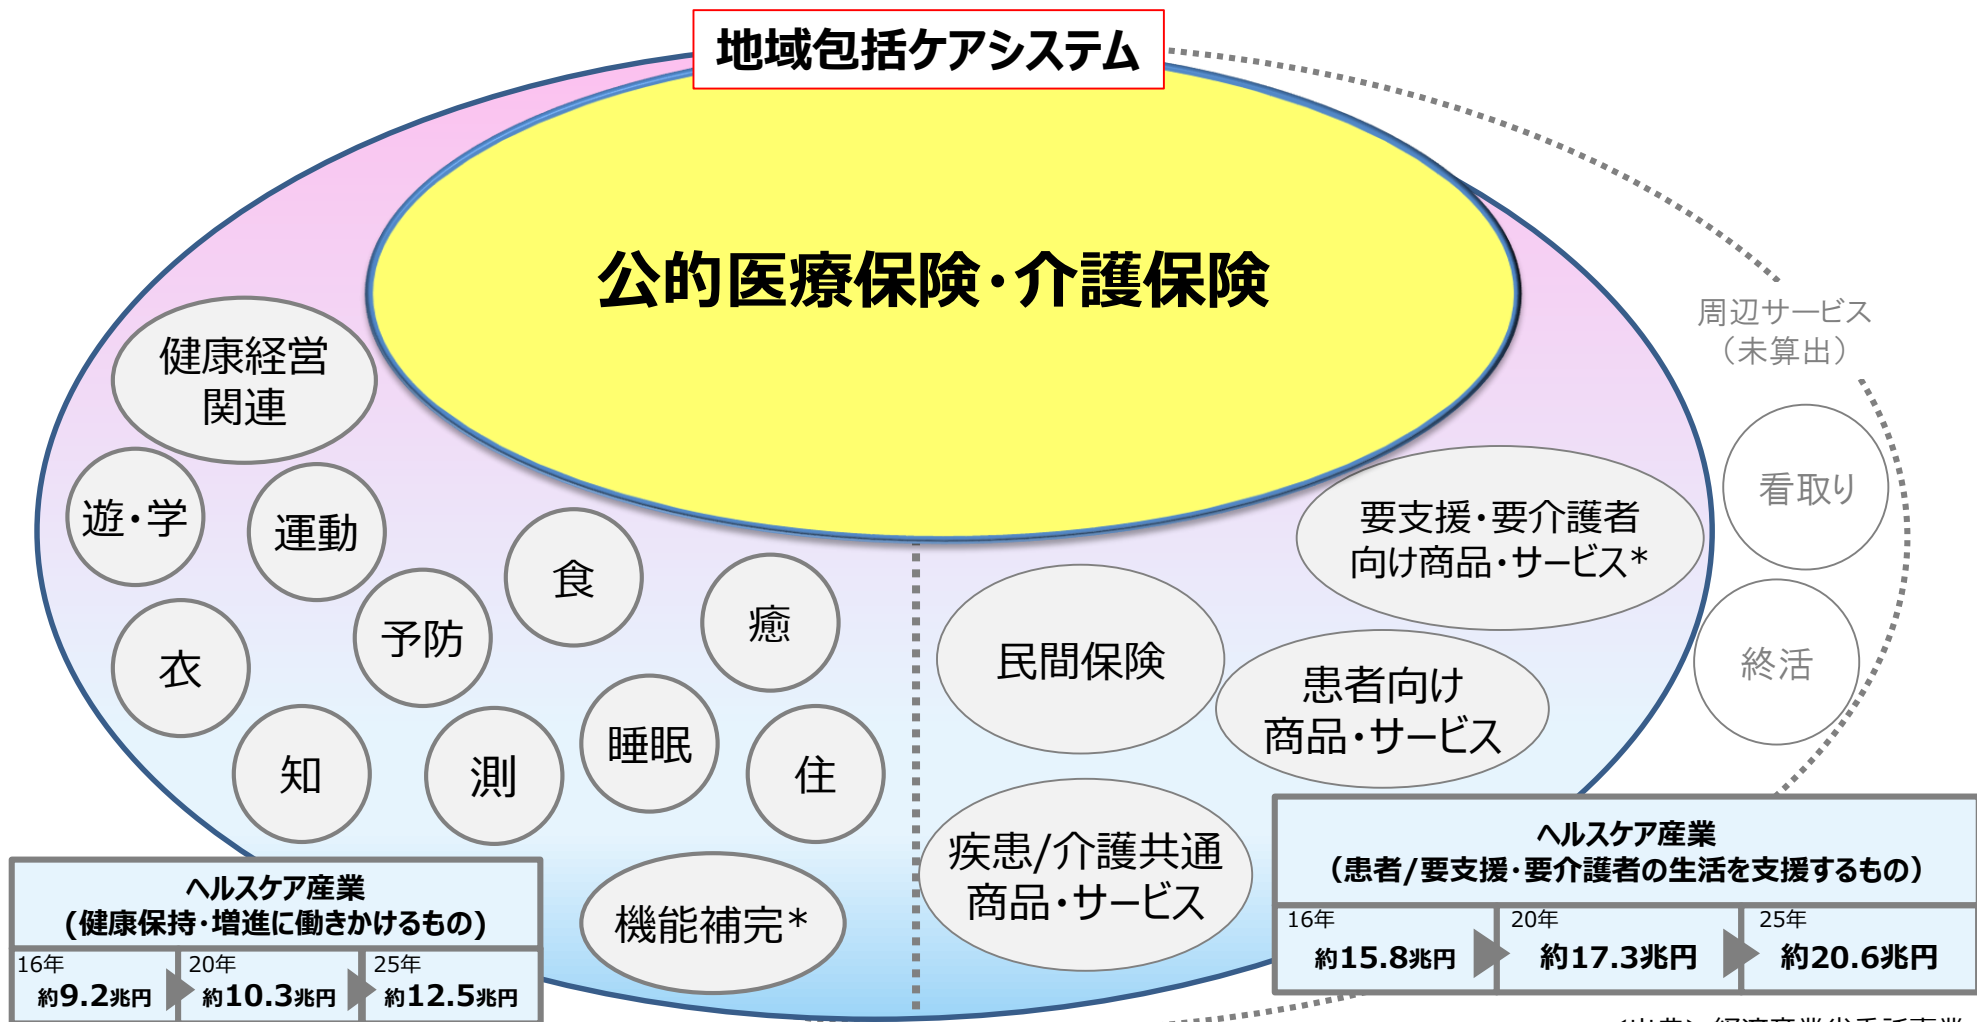 地域包括ケアシステム
公的医療保険・介護保険
周辺サービス
（未算出）
健康経営
関連
遊・学
運動
食
癒
予防
衣
知
測
睡眠
住
機能補完*
要支援・要介護者
向け商品・サービス*
民間保険
患者向け
商品・サービス
疾患/介護共通
商品・サービス
看取り
終活
ヘルスケア産業
(健康保持・増進に働きかけるもの)
16年
約9.2兆円
20年
約10.3兆円
25年
約12.5兆円
ヘルスケア産業
（患者/要支援・要介護者の生活を支援するもの）
16年
約15.8兆円
20年
約17.3兆円
25年
約20.6兆円